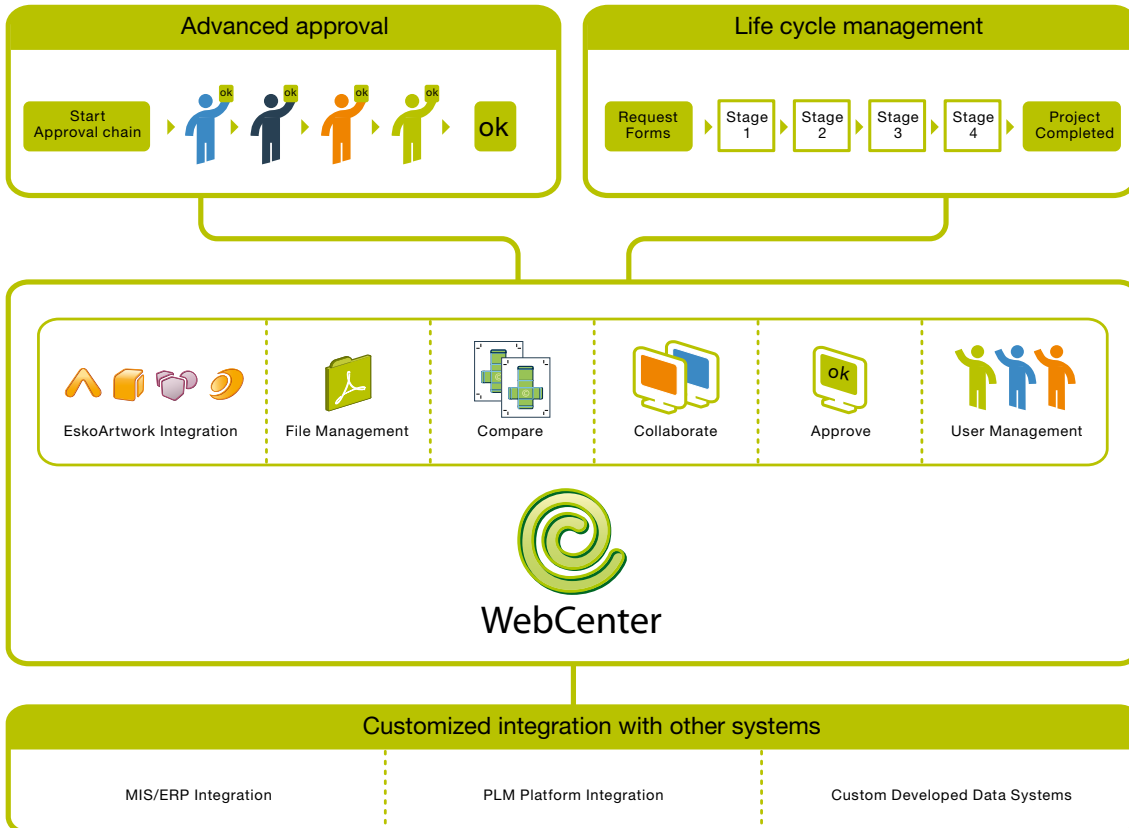 Advanced approval
Start
Approval chain
ok
ok
ok
ok
ok
Life cycle management
Request
Forms
Stage
1
Stage
2
Stage
3
Stage
4
Project
Completed
EskoArtwork Integration
File Management
Compare
Collaborate
ok
Approve
User Management
WebCenter
Customized integration with other systems
MIS/ERP Integration
PLM Platform Integration
Custom Developed Data Systems